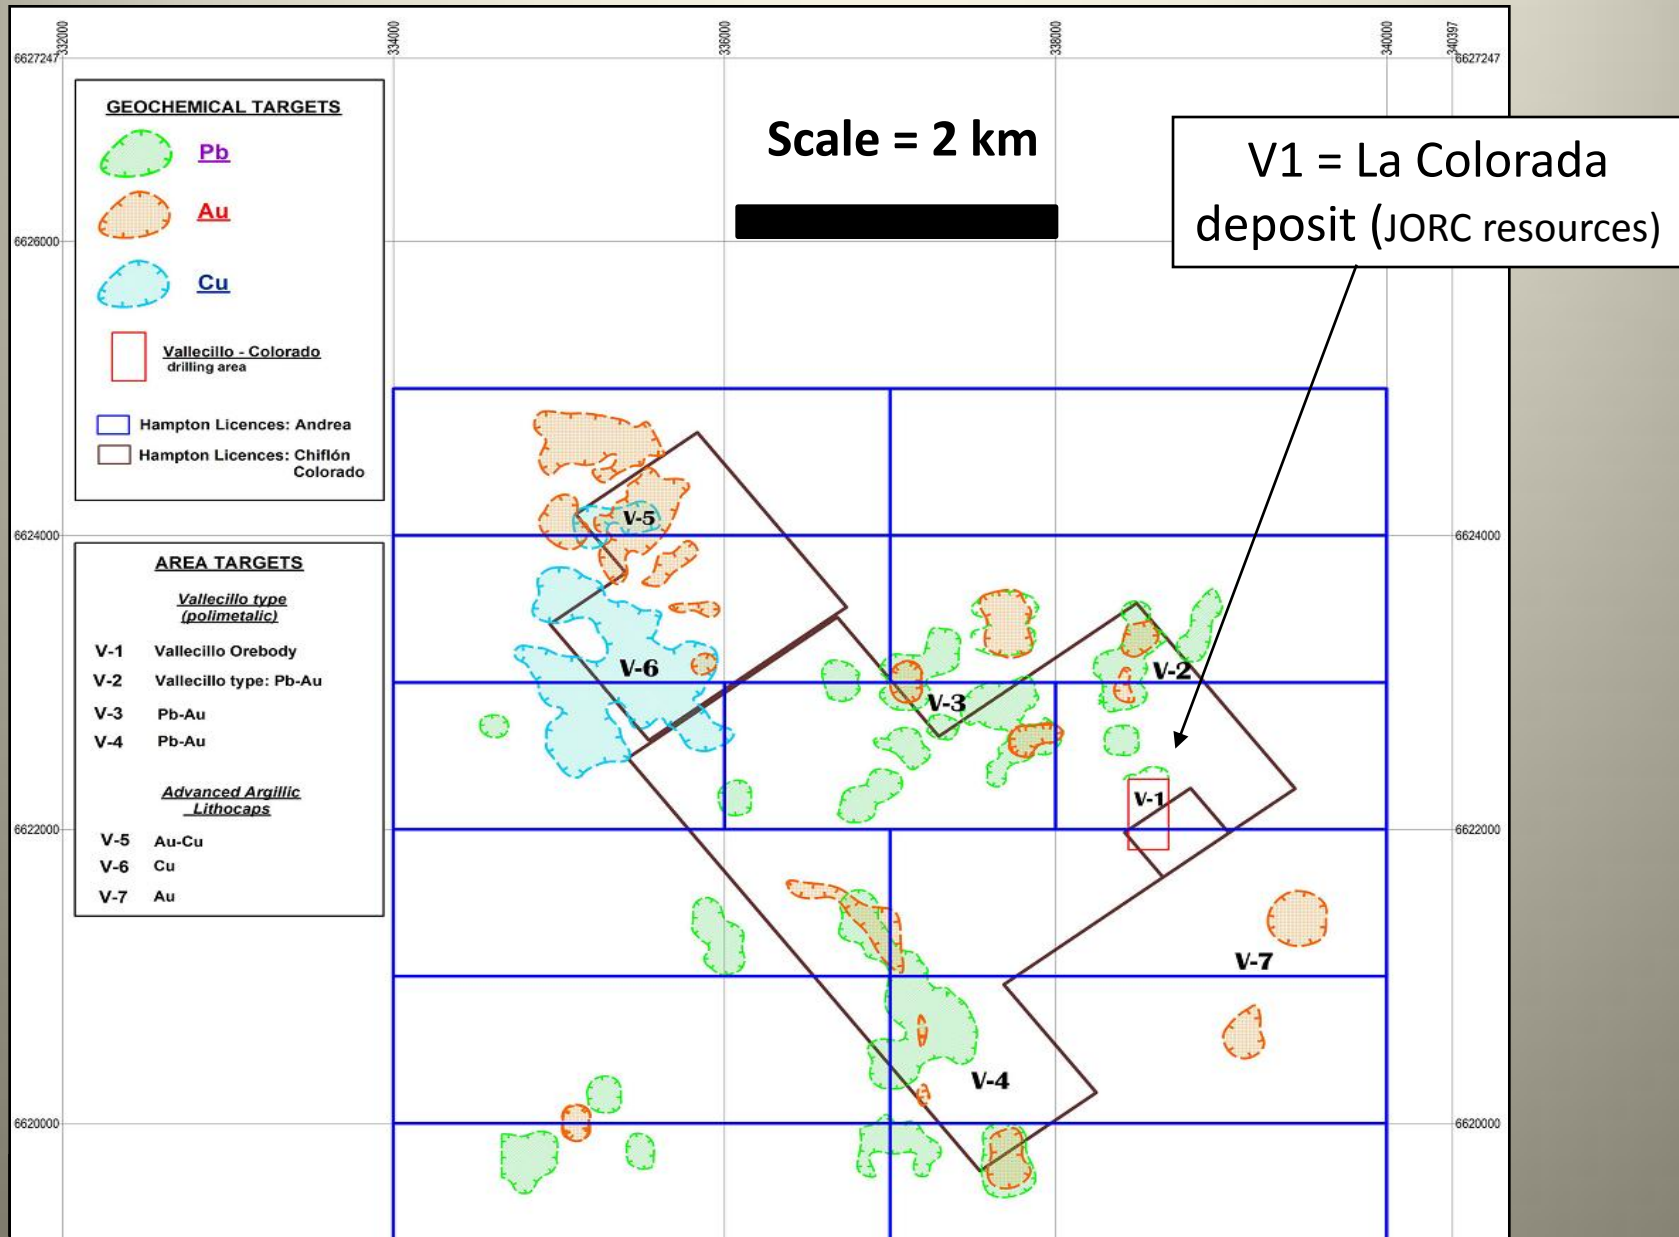 332000
334000
336000
338000
340000
340397
6627247
6627247
GEOCHEMICAL TARGETS
Pb
Au
Cu
Vallecillo - Colorado
drilling area
Hampton Licences: Andrea
Hampton Licences: Chiflón
Colorado
Scale = 2 km
V1 = La Colorada
deposit (JORC resources)
6626000
6624000
6624000
AREA TARGETS
Vallecillo type
(polimetalic)
V-1 Vallecillo Orebody
V-2 Vallecillo type: Pb-Au
V-3 Pb-Au
V-4 Pb-Au
Advanced Argillic
Lithocaps
V-5 Au-Cu
V-6 Cu
V-7 Au
V-5
V-6
V-2
V-3
V-1
6622000
6622000
V-7
V-4
6620000
6620000